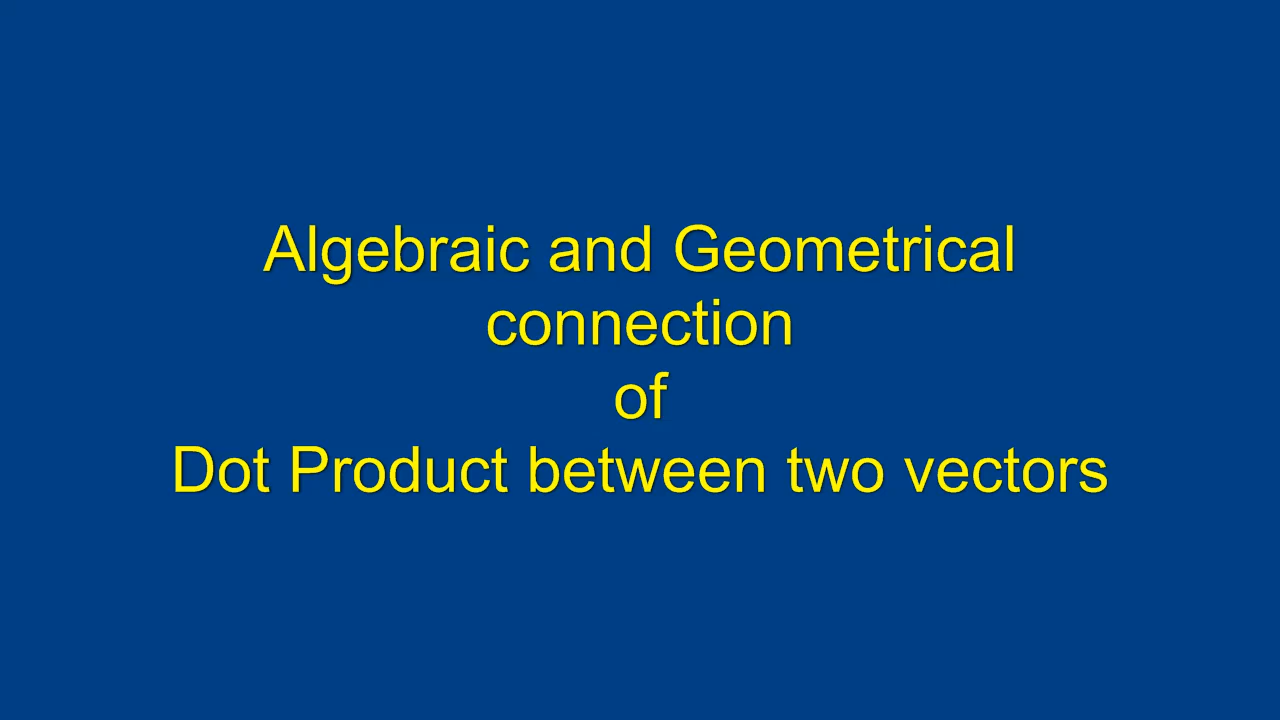 Algebraic and Geometrical
connection
of
Dot Product between two vectors